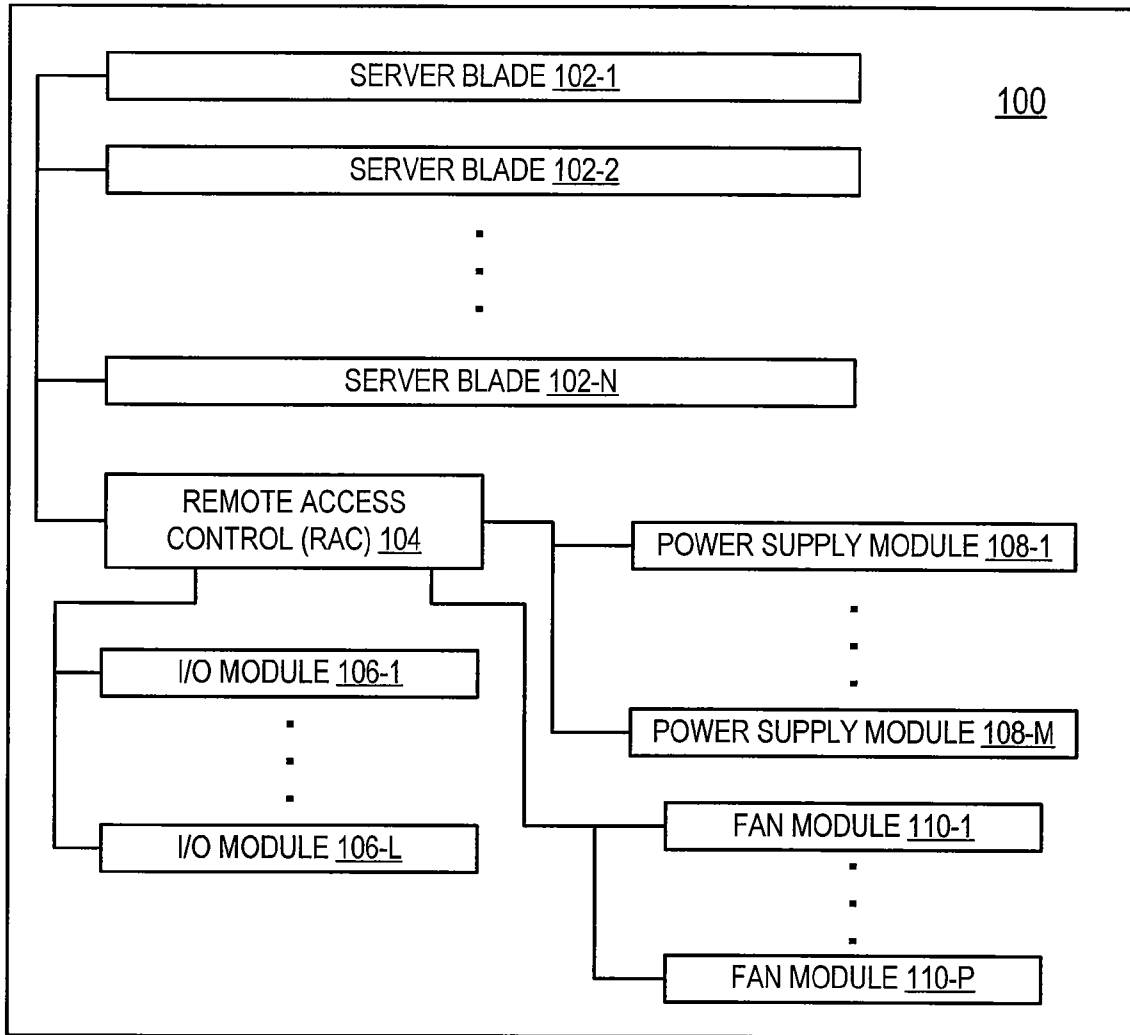 SERVER BLADE 102-1
100
SERVER BLADE 102-2
SERVER BLADE 102-N
REMOTE ACCESS
CONTROL (RAC) 104
POWER SUPPLY MODULE 108-1
I/O MODULE 106-1
POWER SUPPLY MODULE 108-M
FAN MODULE 110-1
I/O MODULE 106-L
FAN MODULE 110-P